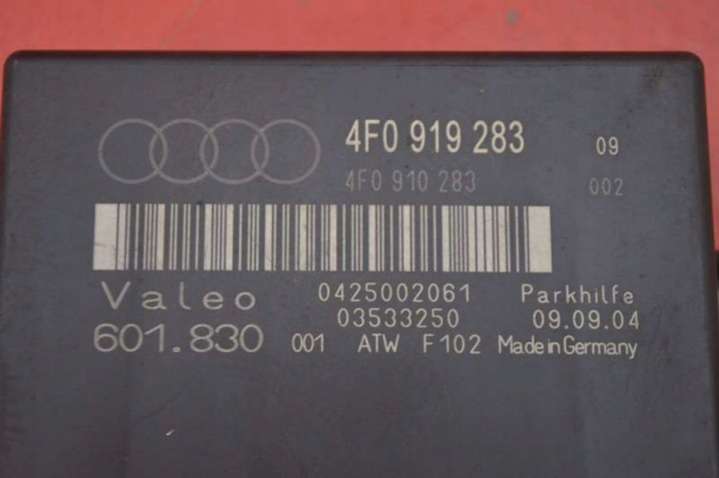 4F0 919 283 09
4F0 910 283 002
Valeo 0425002061 Parkhilfe
03533250 09.09.04
601.830 001 ATW F102 Made in Germany